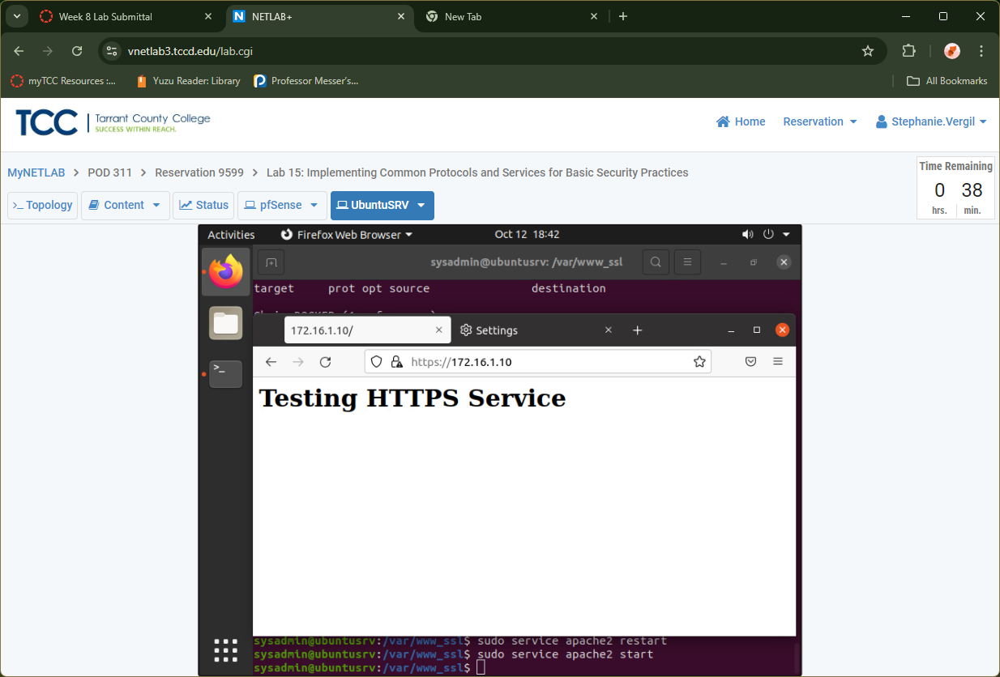 Week 8 Lab Submittal
NETLAB+
New Tab
vnetlab3.tccd.edu/lab.cgi
myTCC Resources :...
Yuzu Reader: Library
Professor Messer's...
All Bookmarks
TCC
Tarrant County College
SUCCESS WITHIN REACH.
Home
Reservation
Stephanie.Vergil
MyNETLAB > POD 311 > Reservation 9599 > Lab 15: Implementing Common Protocols and Services for Basic Security Practices
Time Remaining
0 38
hrs. min.
>_ Topology
Content
Status
pfSense
UbuntuSRV
Activities
Firefox Web Browser
Oct 12 18:42
sysadmin@ubuntusrv: /var/www_ssl
target prot opt source destination
172.16.1.10/
Settings
https://172.16.1.10
Testing HTTPS Service
sysadmin@ubuntusrv:/var/www_ssl$ sudo service apache2 restart
sysadmin@ubuntusrv:/var/www_ssl$ sudo service apache2 start
sysadmin@ubuntusrv:/var/www_ssl$